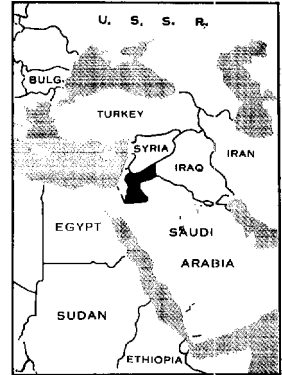 U. S. S. R.
BULG.
TURKEY
SYRIA
IRAQ
IRAN
EGYPT
SAUDI
ARABIA
SUDAN
ETHIOPIA